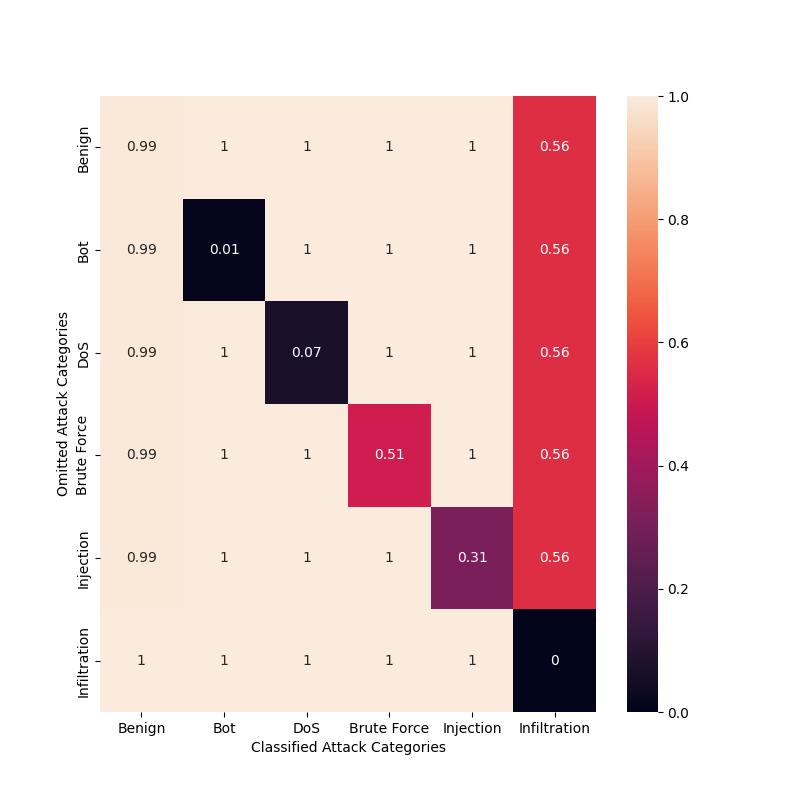 Omitted Attack Categories
Benign 0.99 1 1 1 1 0.56
Bot 0.99 0.01 1 1 1 0.56
DoS 0.99 1 0.07 1 1 0.56
Brute Force 0.99 1 1 0.51 1 0.56
Injection 0.99 1 1 1 0.31 0.56
Infiltration 1 1 1 1 1 0
Benign Bot DoS Brute Force Injection Infiltration
Classified Attack Categories
1.0
0.8
0.6
0.4
0.2
0.0